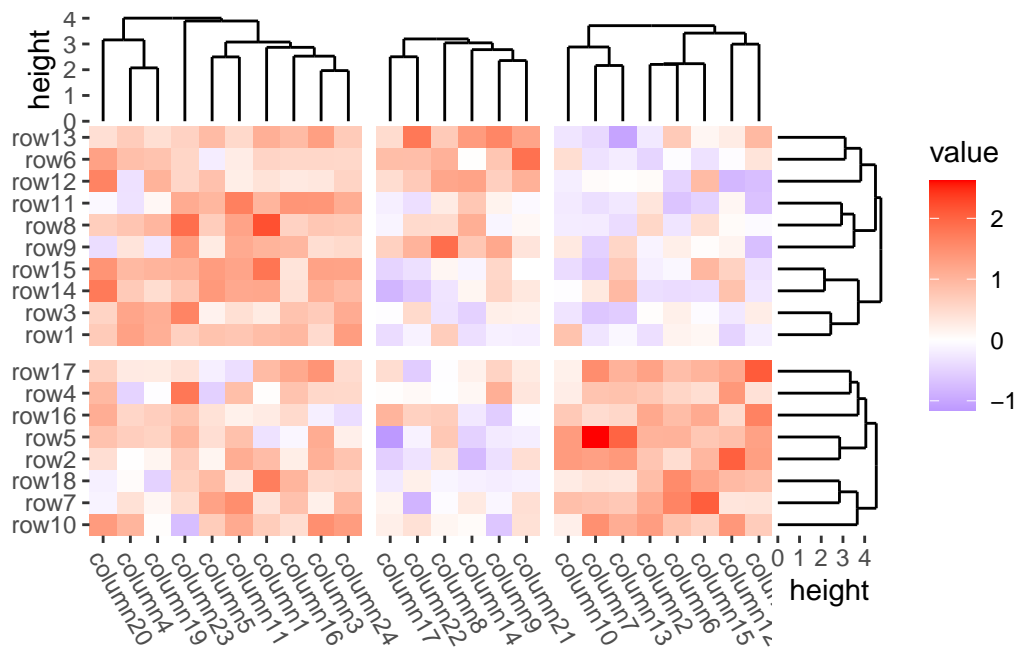 height
4
3
2
1
0
row13
row6
row12
row11
row8
row9
row15
row14
row3
row1
row17
row4
row16
row5
row2
row18
row7
row10
column20
column4
column19
column23
column5
column11
column1
column16
column3
column24
column17
column22
column8
column14
column9
column21
column10
column7
column13
column2
column6
column15
0 1 2 3 4
height
value
2
1
0
−1